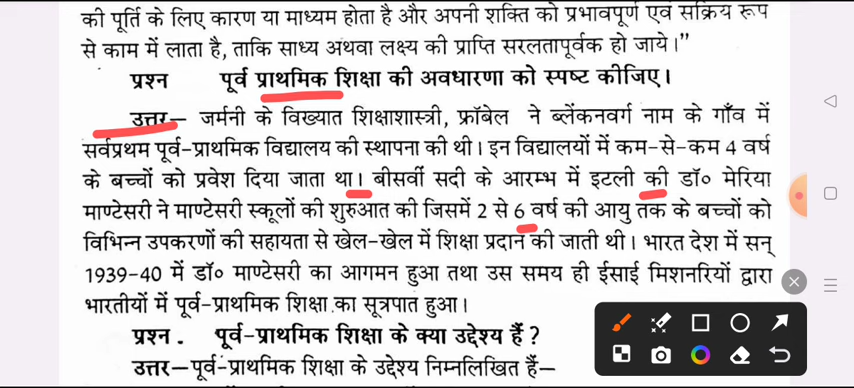 की पूर्ति के लिए कारण या माध्यम होता है और अपनी शक्ति को प्रभावपूर्ण एवं सक्रिय रूप
से काम में लाता है, ताकि साध्य अथवा लक्ष्य की प्राप्ति सरलतापूर्वक हो जाये।”
प्रश्न पूर्व प्राथमिक शिक्षा की अवधारणा को स्पष्ट कीजिए।
उत्तर— जर्मनी के विख्यात शिक्षाशास्त्री, फ्रॉबेल ने ब्लेंकनवर्ग नाम के गाँव में
सर्वप्रथम पूर्व-प्राथमिक विद्यालय की स्थापना की थी। इन विद्यालयों में कम-से-कम 4 वर्ष
के बच्चों को प्रवेश दिया जाता था। बीसवीं सदी के आरम्भ में इटली की डॉ० मेरिया
माण्टेसरी ने माण्टेसरी स्कूलों की शुरुआत की जिसमें 2 से 6 वर्ष की आयु तक के बच्चों को
विभिन्न उपकरणों की सहायता से खेल-खेल में शिक्षा प्रदान की जाती थी। भारत देश में सन्
1939-40 में डॉ० माण्टेसरी का आगमन हुआ तथा उस समय ही ईसाई मिशनरियों द्वारा
भारतीयों में पूर्व-प्राथमिक शिक्षा का सूत्रपात हुआ।
प्रश्न . पूर्व-प्राथमिक शिक्षा के क्या उद्देश्य हैं ?
उत्तर—पूर्व-प्राथमिक शिक्षा के उद्देश्य निम्नलिखित हैं—